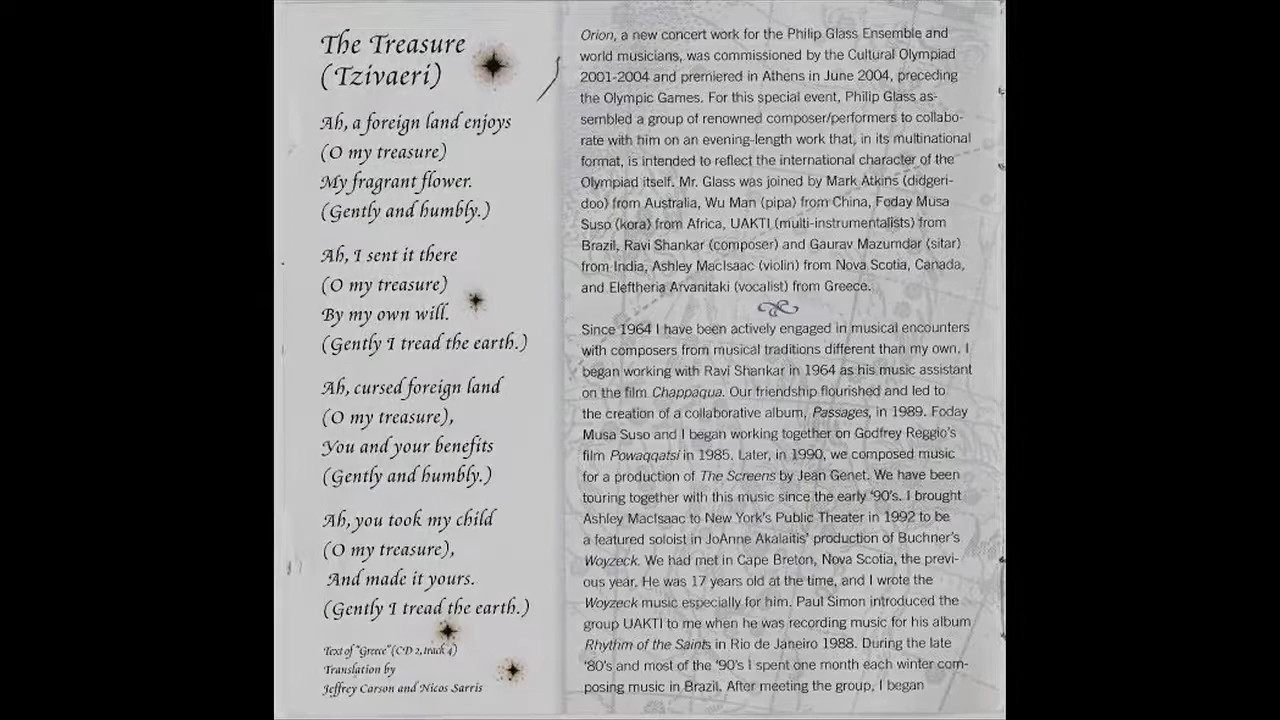 The Treasure
(Tzivaeri)
Ah, a foreign land enjoys
(O my treasure)
My fragrant flower.
(Gently and humbly.)
Ah, I sent it there
(O my treasure)
By my own will.
(Gently I tread the earth.)
Ah, cursed foreign land
(O my treasure),
You and your benefits
(Gently and humbly.)
Ah, you took my child
(O my treasure),
And made it yours.
(Gently I tread the earth.)
Text of "Greece" (CD 2, track 4)
Translation by
Jeffrey Carson and Nicos Sarris
Orion, a new concert work for the Philip Glass Ensemble and
world musicians, was commissioned by the Cultural Olympiad
2001-2004 and premiered in Athens in June 2004, preceding
the Olympic Games. For this special event, Philip Glass as-
sembled a group of renowned composer/performers to collabo-
rate with him on an evening-length work that, in its multinational
format, is intended to reflect the international character of the
Olympiad itself. Mr. Glass was joined by Mark Atkins (didgeri-
doo) from Australia, Wu Man (pipa) from China, Foday Musa
Suso (kora) from Africa, UAKTI (multi-instrumentalists) from
Brazil, Ravi Shankar (composer) and Gaurav Mazumdar (sitar)
from India, Ashley MacIsaac (violin) from Nova Scotia, Canada,
and Eleftheria Arvanitaki (vocalist) from Greece.
Since 1964 I have been actively engaged in musical encounters
with composers from musical traditions different than my own. I
began working with Ravi Shankar in 1964 as his music assistant
on the film Chappaqua. Our friendship flourished and led to
the creation of a collaborative album, Passages, in 1989. Foday
Musa Suso and I began working together on Godfrey Reggio's
film Powaqqatsi in 1985. Later, in 1990, we composed music
for a production of The Screens by Jean Genet. We have been
touring together with this music since the early '90's. I brought
Ashley MacIsaac to New York's Public Theater in 1992 to be
a featured soloist in JoAnne Akalaitis' production of Buchner's
Woyzeck. We had met in Cape Breton, Nova Scotia, the previ-
ous year. He was 17 years old at the time, and I wrote the
Woyzeck music especially for him. Paul Simon introduced the
group UAKTI to me when he was recording music for his album
Rhythm of the Saints in Rio de Janeiro 1988. During the late
'80's and most of the '90's I spent one month each winter com-
posing music in Brazil. After meeting the group, I began